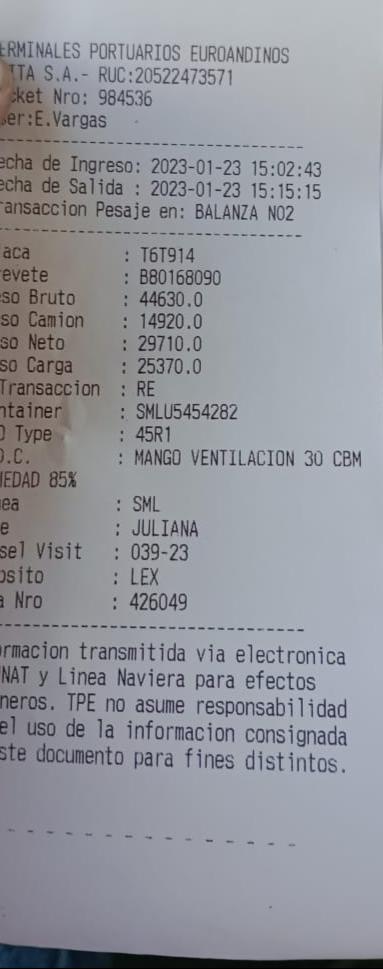 ERMINALES PORTUARIOS EUROANDINOS
ITA S.A.- RUC:20522473571
cket Nro: 984536
er:E.Vargas
echa de Ingreso: 2023-01-23 15:02:43
echa de Salida : 2023-01-23 15:15:15
ransaccion Pesaje en: BALANZA NO2
aca : T6T914
evete : B80168090
so Bruto : 44630.0
so Camion : 14920.0
so Neto : 29710.0
so Carga : 25370.0
Transaccion : RE
ntainer : SMLU5454282
O Type : 45R1
O.C. : MANGO VENTILACION 30 CBM
MEDAD 85%
ea : SML
e : JULIANA
sel Visit : 039-23
osito : LEX
a Nro : 426049
ormacion transmitida via electronica
NAT y Linea Naviera para efectos
neros. TPE no asume responsabilidad
el uso de la informacion consignada
ste documento para fines distintos.